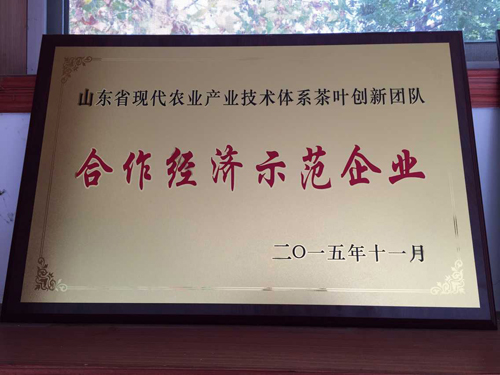 山东省现代农业产业技术体系茶叶创新团队
合作经济示范企业
二〇一五年十一月